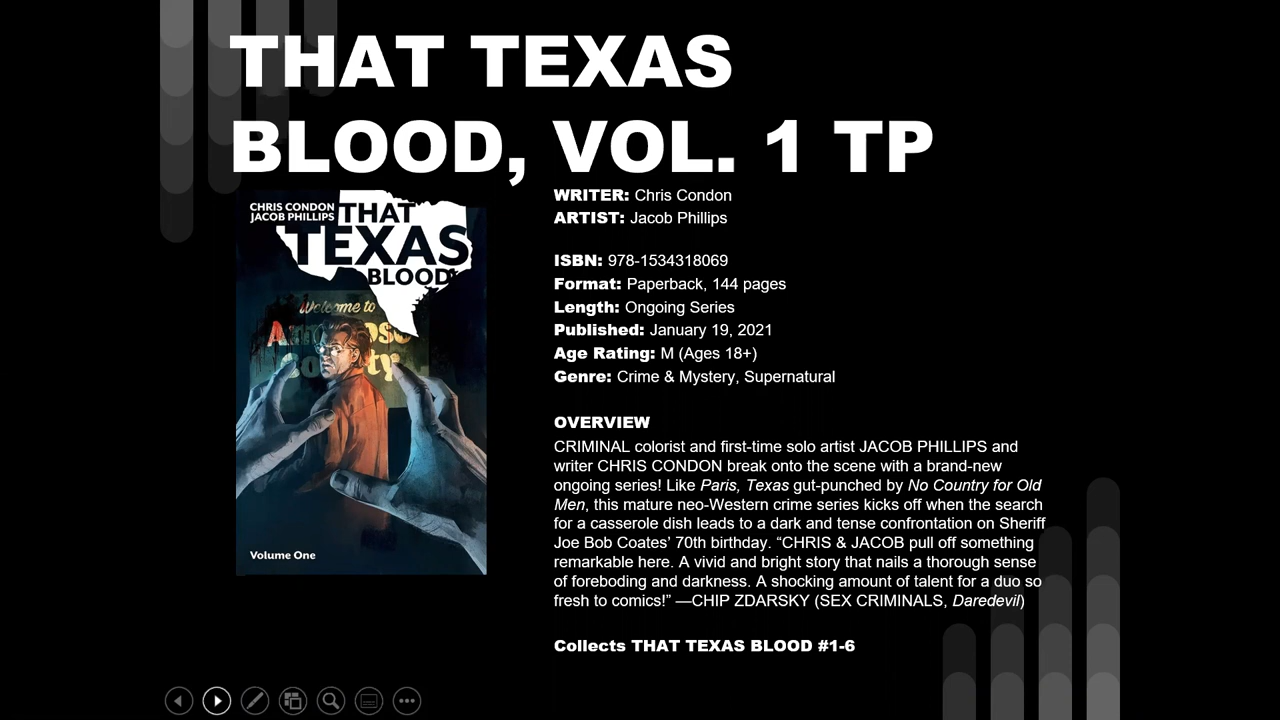 THAT TEXAS
BLOOD, VOL. 1 TP
CHRIS CONDON
JACOB PHILLIPS
THAT
TEXAS
BLOOD
Welcome to
Volume One
WRITER: Chris Condon
ARTIST: Jacob Phillips
ISBN: 978-1534318069
Format: Paperback, 144 pages
Length: Ongoing Series
Published: January 19, 2021
Age Rating: M (Ages 18+)
Genre: Crime & Mystery, Supernatural
OVERVIEW
CRIMINAL colorist and first-time solo artist JACOB PHILLIPS and
writer CHRIS CONDON break onto the scene with a brand-new
ongoing series! Like Paris, Texas gut-punched by No Country for Old
Men, this mature neo-Western crime series kicks off when the search
for a casserole dish leads to a dark and tense confrontation on Sheriff
Joe Bob Coates’ 70th birthday. “CHRIS & JACOB pull off something
remarkable here. A vivid and bright story that nails a thorough sense
of foreboding and darkness. A shocking amount of talent for a duo so
fresh to comics!” —CHIP ZDARSKY (SEX CRIMINALS, Daredevil)
Collects THAT TEXAS BLOOD #1-6